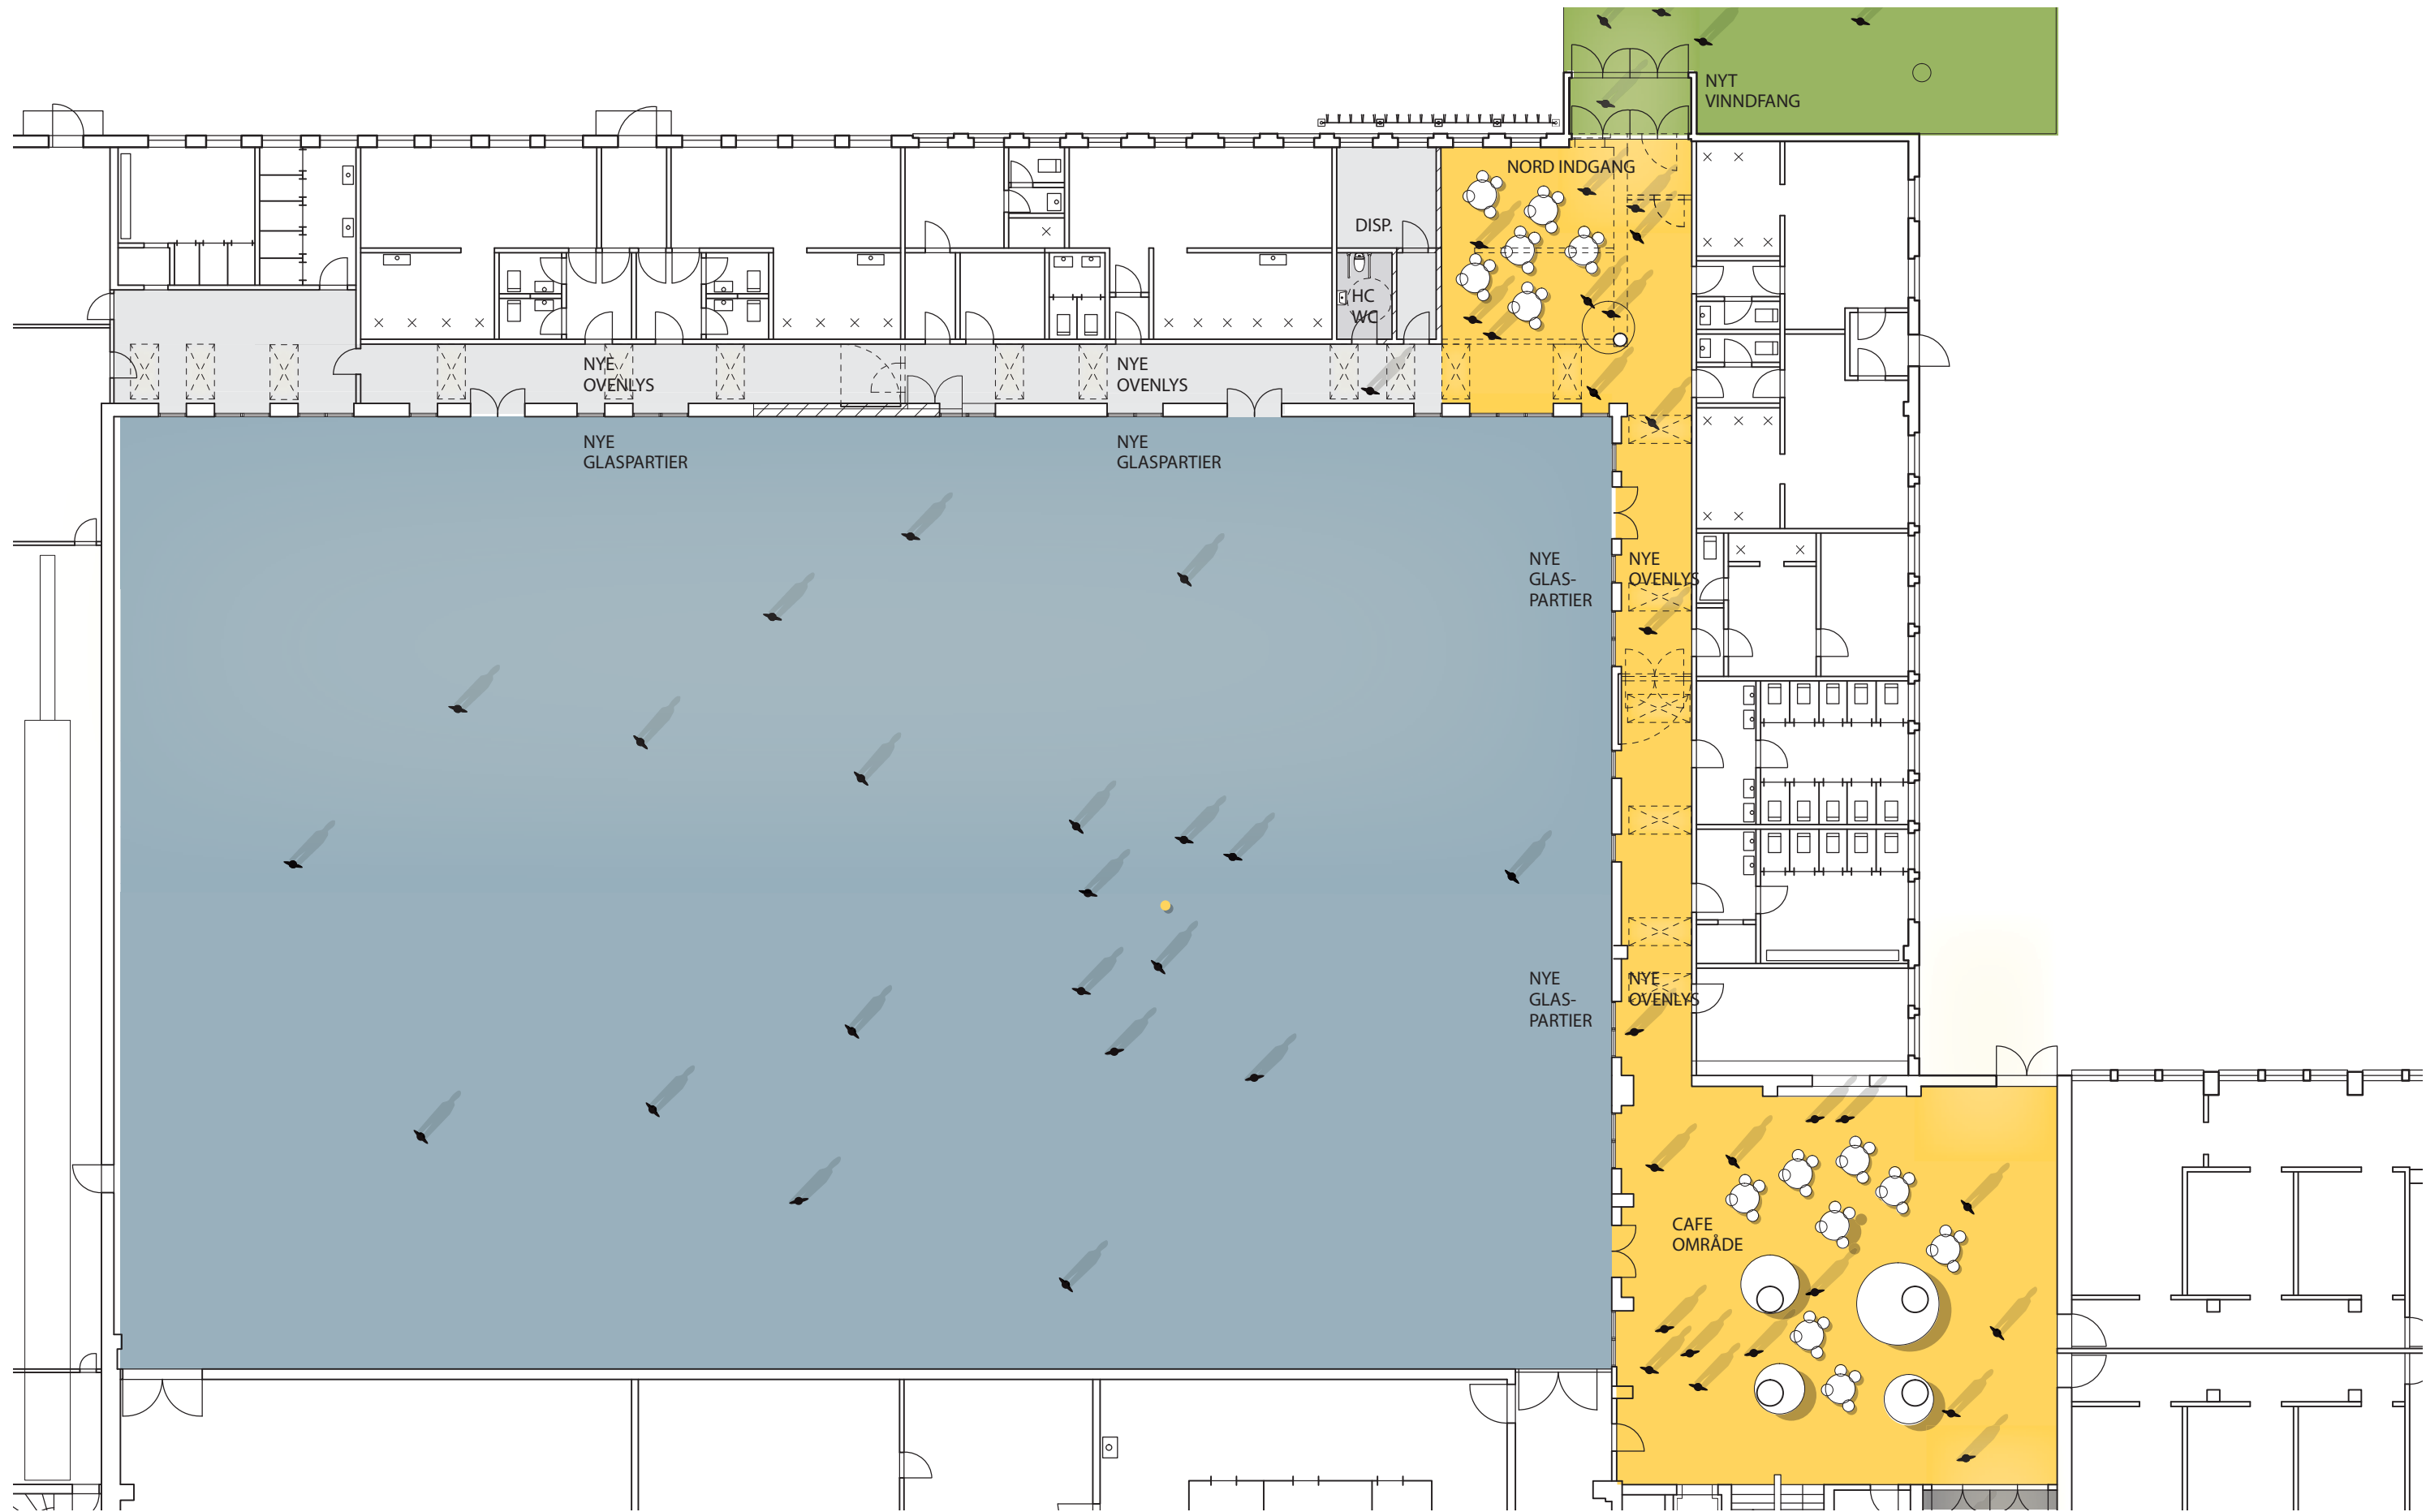 NYT
VINNDFANG
NORD INDGANG
DISP.
HC
WC
NYE
OVENLYS
NYE
OVENLYS
NYE
GLASPARTIER
NYE
GLASPARTIER
NYE
GLAS-
PARTIER
NYE
OVENLYS
NYE
GLAS-
PARTIER
NYE
OVENLYS
CAFE
OMRÅDE